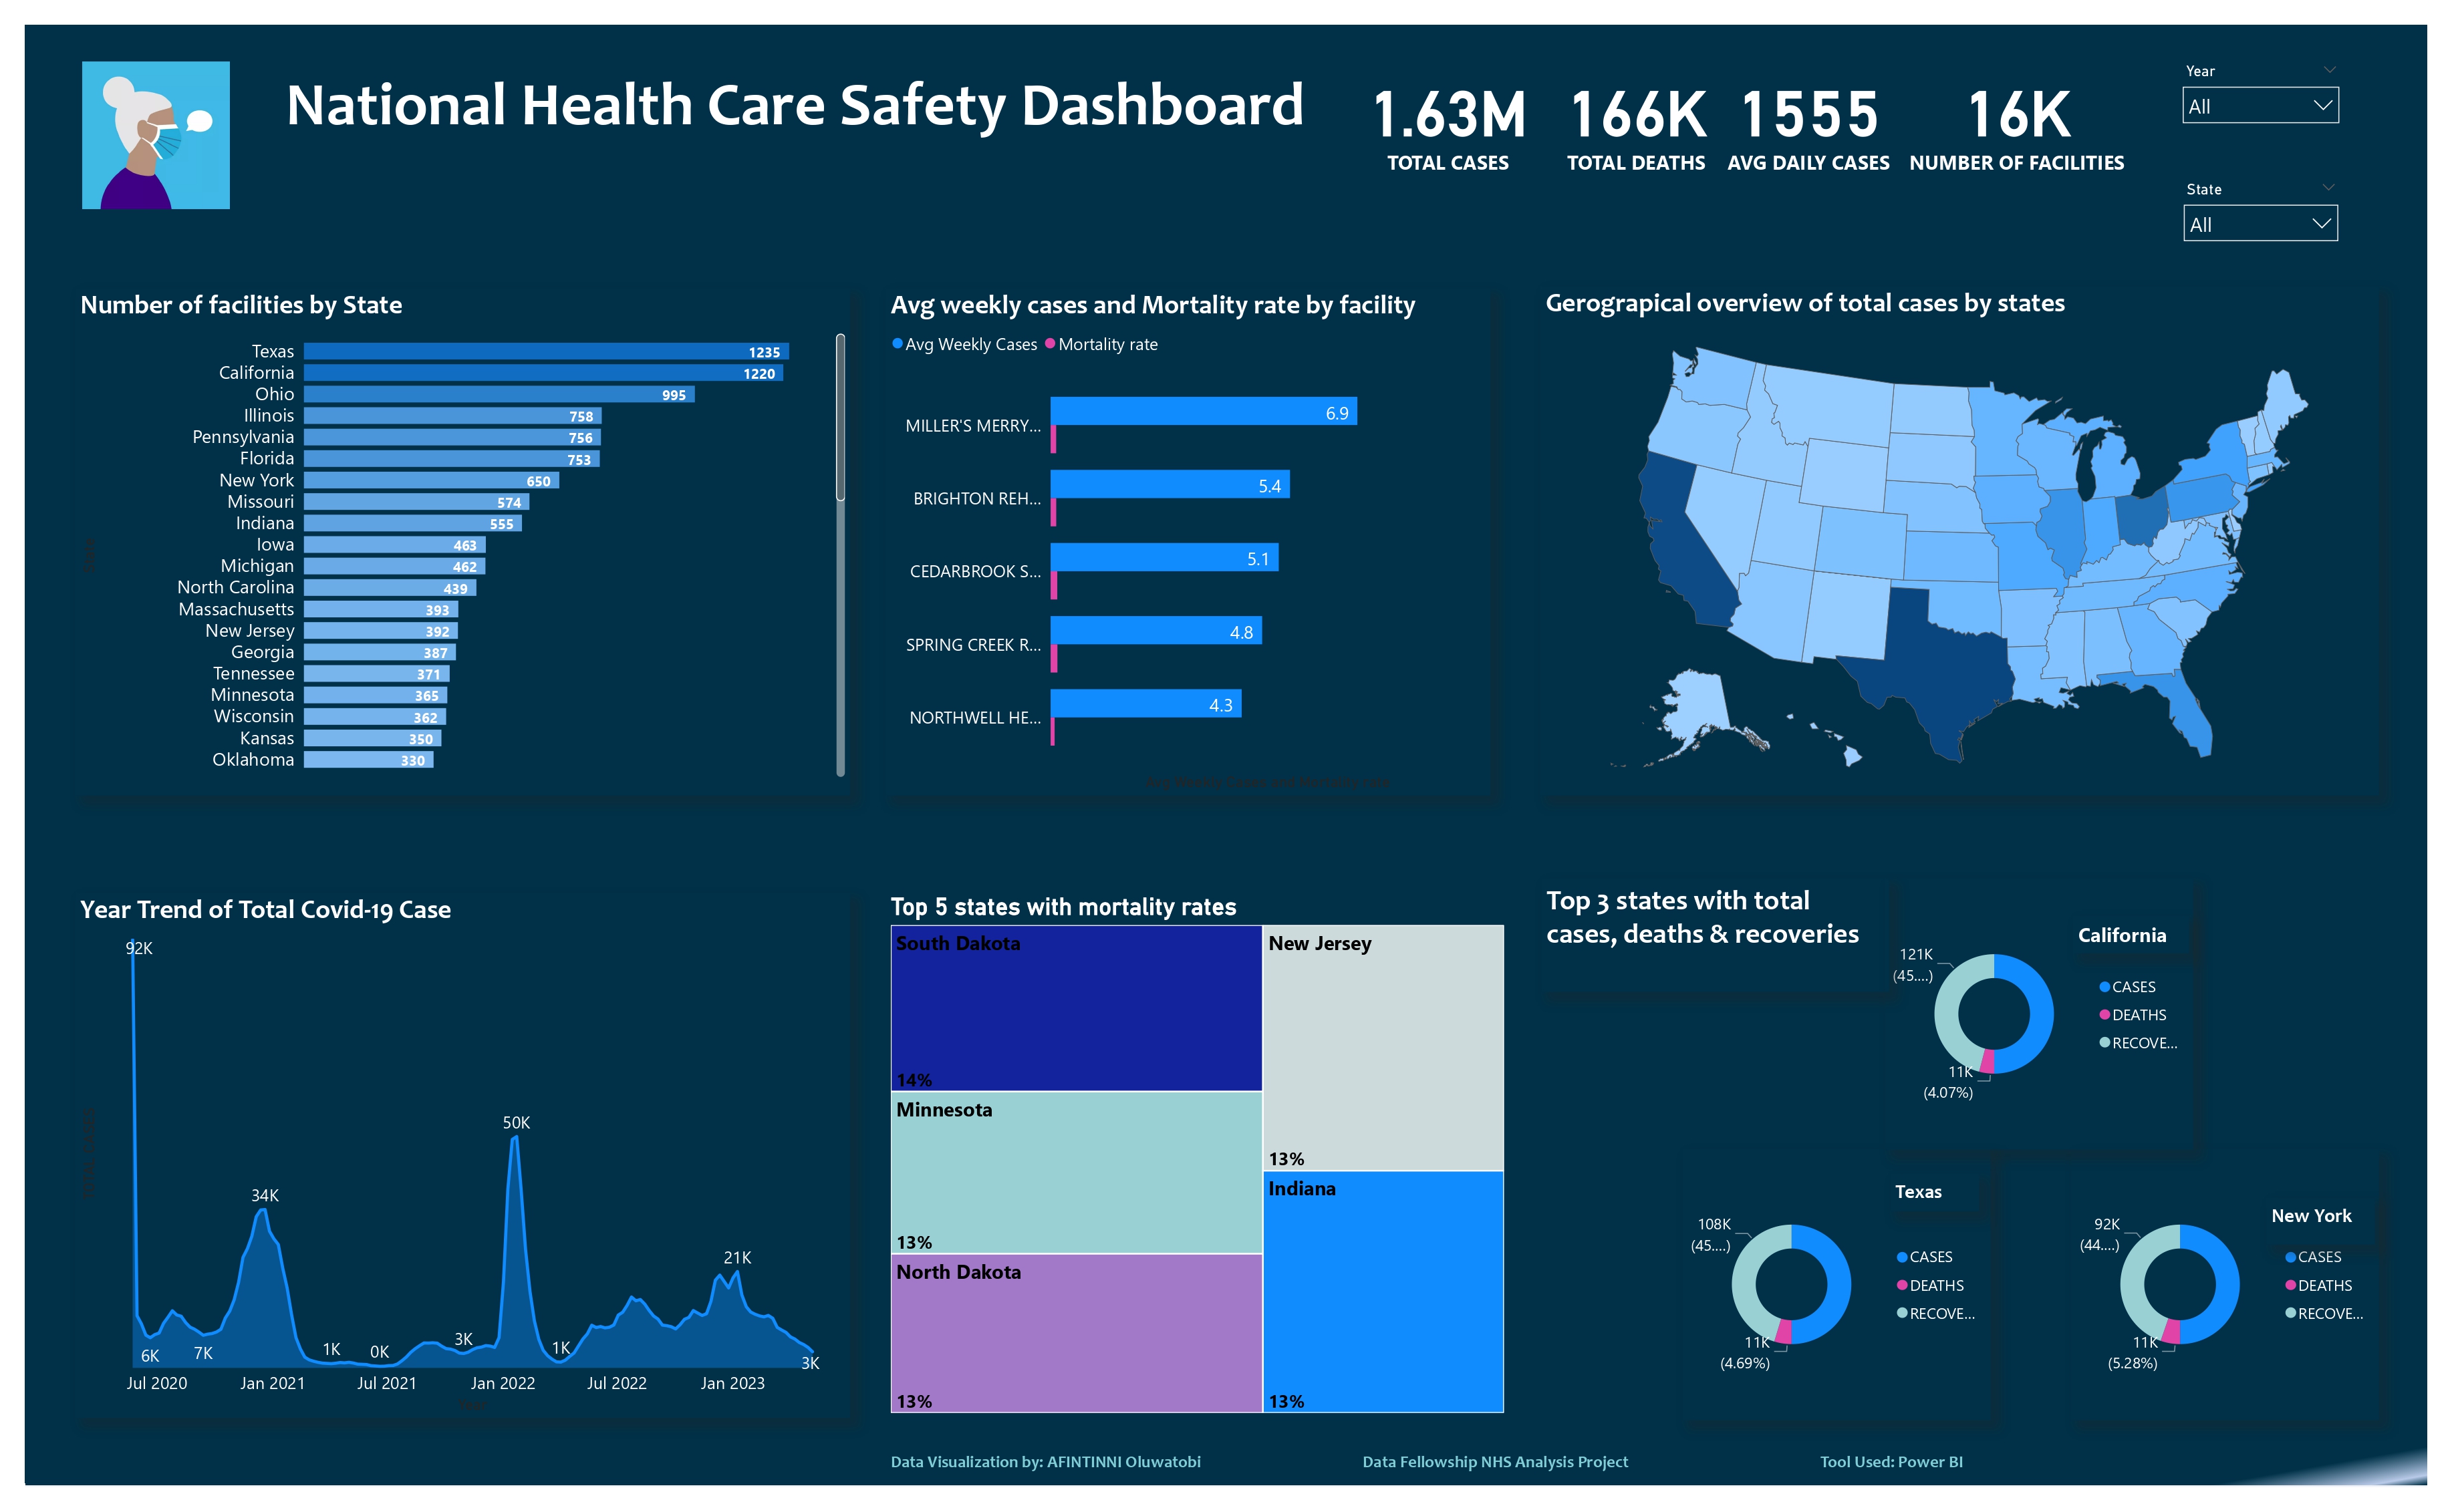 National Health Care Safety Dashboard
1.63M
TOTAL CASES
166K
TOTAL DEATHS
1555
AVG DAILY CASES
16K
NUMBER OF FACILITIES
Year
All
State
All
Number of facilities by State
Texas 1235
California 1220
Ohio 995
Illinois 758
Pennsylvania 756
Florida 753
New York 650
Missouri 574
Indiana 555
Iowa 463
Michigan 462
North Carolina 439
Massachusetts 393
New Jersey 392
Georgia 387
Tennessee 371
Minnesota 365
Wisconsin 362
Kansas 350
Oklahoma 330
Avg weekly cases and Mortality rate by facility
Avg Weekly Cases Mortality rate
MILLER'S MERRY... 6.9
BRIGHTON REH... 5.4
CEDARBROOK S... 5.1
SPRING CREEK R... 4.8
NORTHWELL HE... 4.3
Gerograpical overview of total cases by states
Year Trend of Total Covid-19 Case
92K
6K
7K
34K
1K
0K
3K
50K
1K
21K
3K
Jul 2020 Jan 2021 Jul 2021 Jan 2022 Jul 2022 Jan 2023
Top 5 states with mortality rates
South Dakota
14%
Minnesota
13%
North Dakota
13%
New Jersey
13%
Indiana
13%
Top 3 states with total
cases, deaths & recoveries
California
121K
(45....)
11K
(4.07%)
CASES
DEATHS
RECOVE...
Texas
108K
(45....)
11K
(4.69%)
CASES
DEATHS
RECOVE...
New York
92K
(44....)
11K
(5.28%)
CASES
DEATHS
RECOVE...
Data Visualization by: AFINTINNI Oluwatobi
Data Fellowship NHS Analysis Project
Tool Used: Power BI